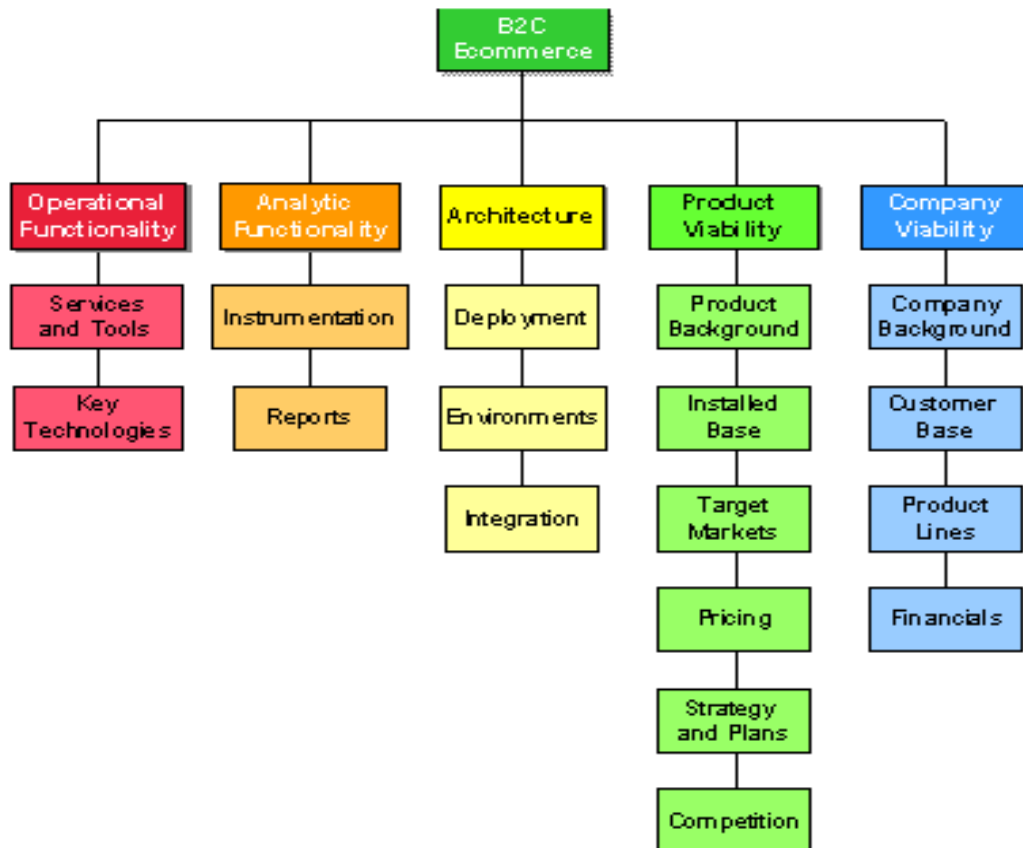 B2C
Ecommerce
Operational
Functionality
Analytic
Functionality
Architecture
Product
Viability
Company
Viability
Services
and Tools
Instrumentation
Deployment
Product
Background
Company
Background
Key
Technologies
Reports
Environments
Installed
Base
Customer
Base
Integration
Target
Markets
Product
Lines
Pricing
Financials
Strategy
and Plans
Competition